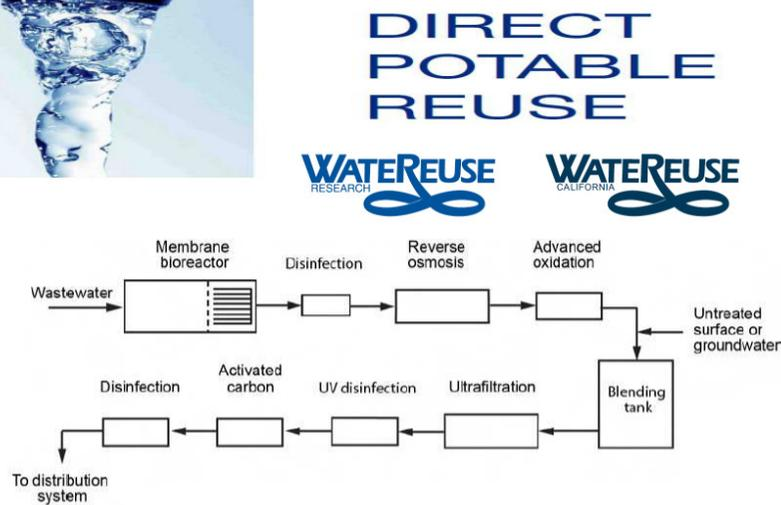 DIRECT
POTABLE
REUSE
WATEREUSE
RESEARCH
WATEREUSE
CALIFORNIA
Membrane
bioreactor
Disinfection
Reverse
osmosis
Advanced
oxidation
Wastewater
Untreated
surface or
groundwater
Blending
tank
Ultrafiltration
UV disinfection
Activated
carbon
Disinfection
To distribution
system